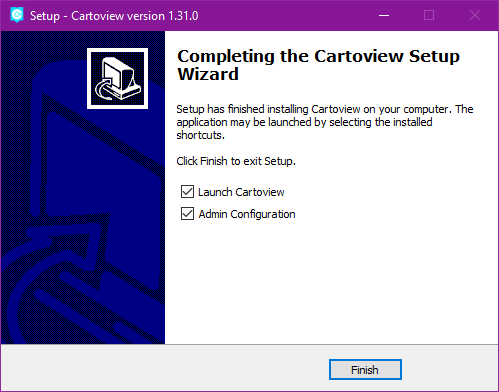 Setup - Cartoview version 1.31.0
Completing the Cartoview Setup
Wizard
Setup has finished installing Cartoview on your computer. The
application may be launched by selecting the installed
shortcuts.
Click Finish to exit Setup.
Launch Cartoview
Admin Configuration
Finish